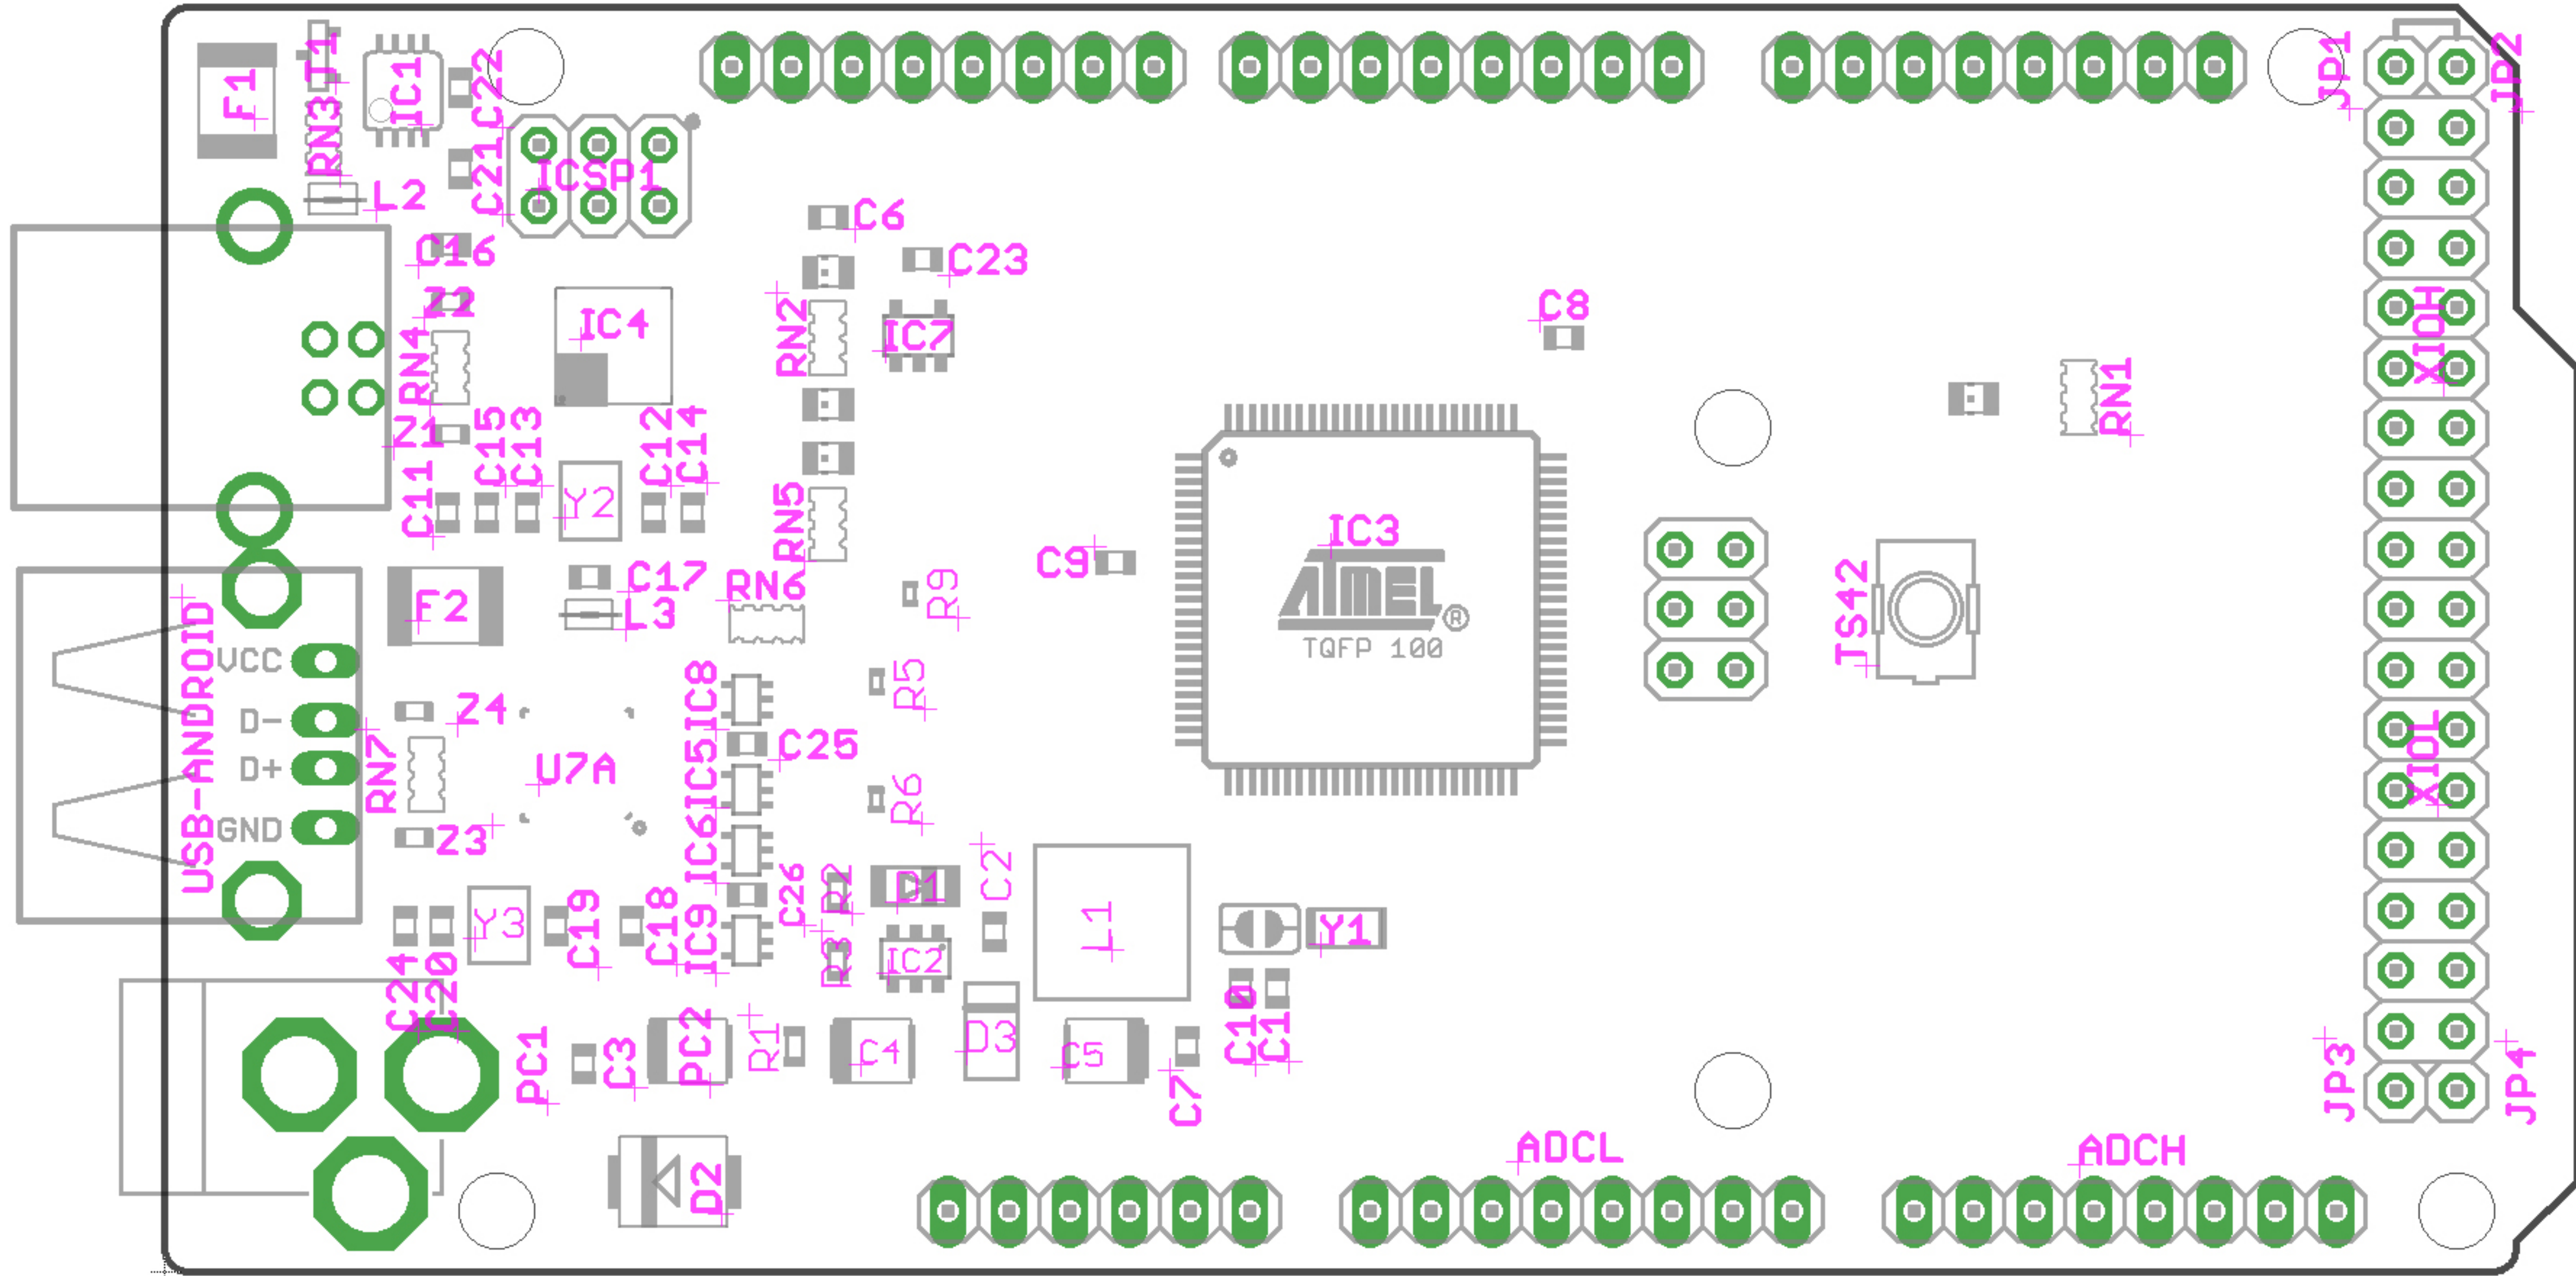 F1
T1
RN3
IC1
C22
C21
ICSP1
L2
JP1
JP2
C16
C6
C23
Z2
RN4
IC4
RN2
IC7
C8
XIOH
RN1
Z1
C15
C13
C12
C14
C11
Y2
RN5
C9
IC3
ATMEL
®
TQFP 100
F2
C17
L3
RN6
R9
TS42
USB-ANDROID
VCC
D-
D+
GND
Z4
RN7
U7A
Z3
IC8
IC5
IC6
IC9
C25
C26
R5
R6
XIOL
R2
R3
D1
IC2
C2
L1
Y1
Y3
C19
C18
C24
C20
PC1
C3
PC2
R1
C4
D3
C5
C7
C10
C1
JP3
JP4
D2
ADCL
ADCH